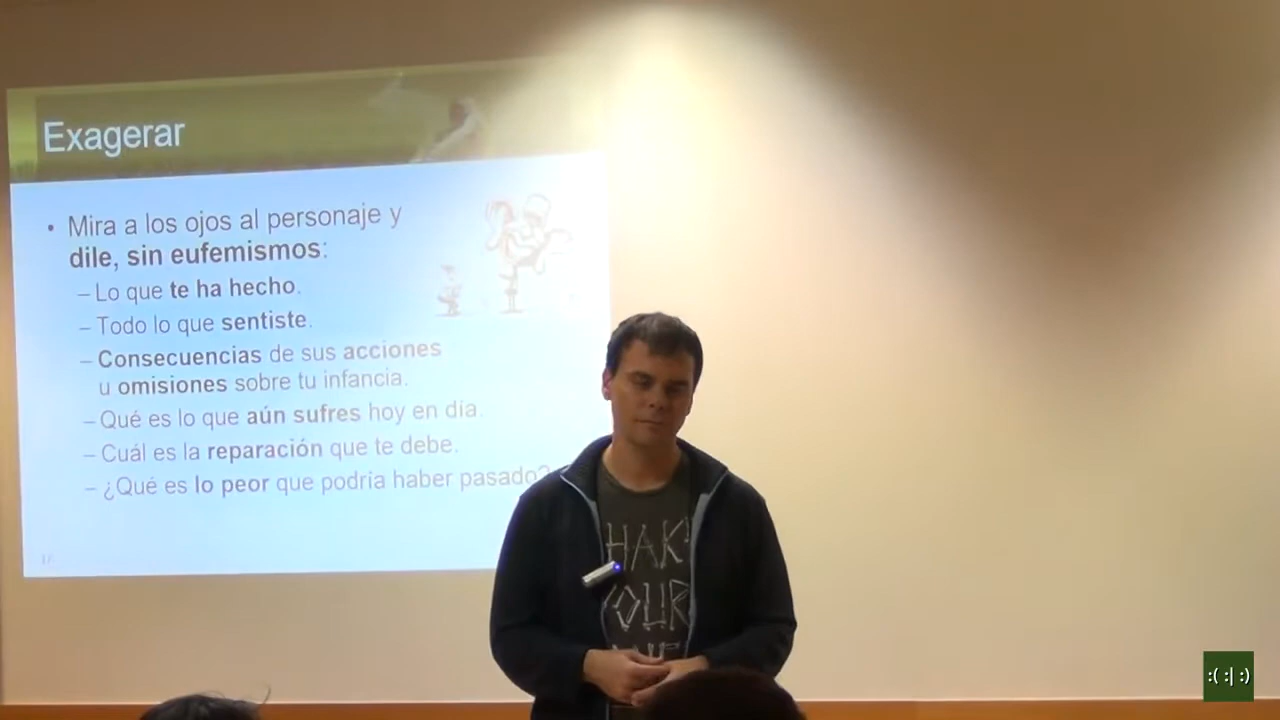 Exagerar
• Mira a los ojos al personaje y
dile, sin eufemismos:
– Lo que te ha hecho.
– Todo lo que sentiste.
– Consecuencias de sus acciones
u omisiones sobre tu infancia.
– Qué es lo que aún sufres hoy en día.
– Cuál es la reparación que te debe.
– ¿Qué es lo peor que podría haber pasado?
HAK
OUR
:( :| :)